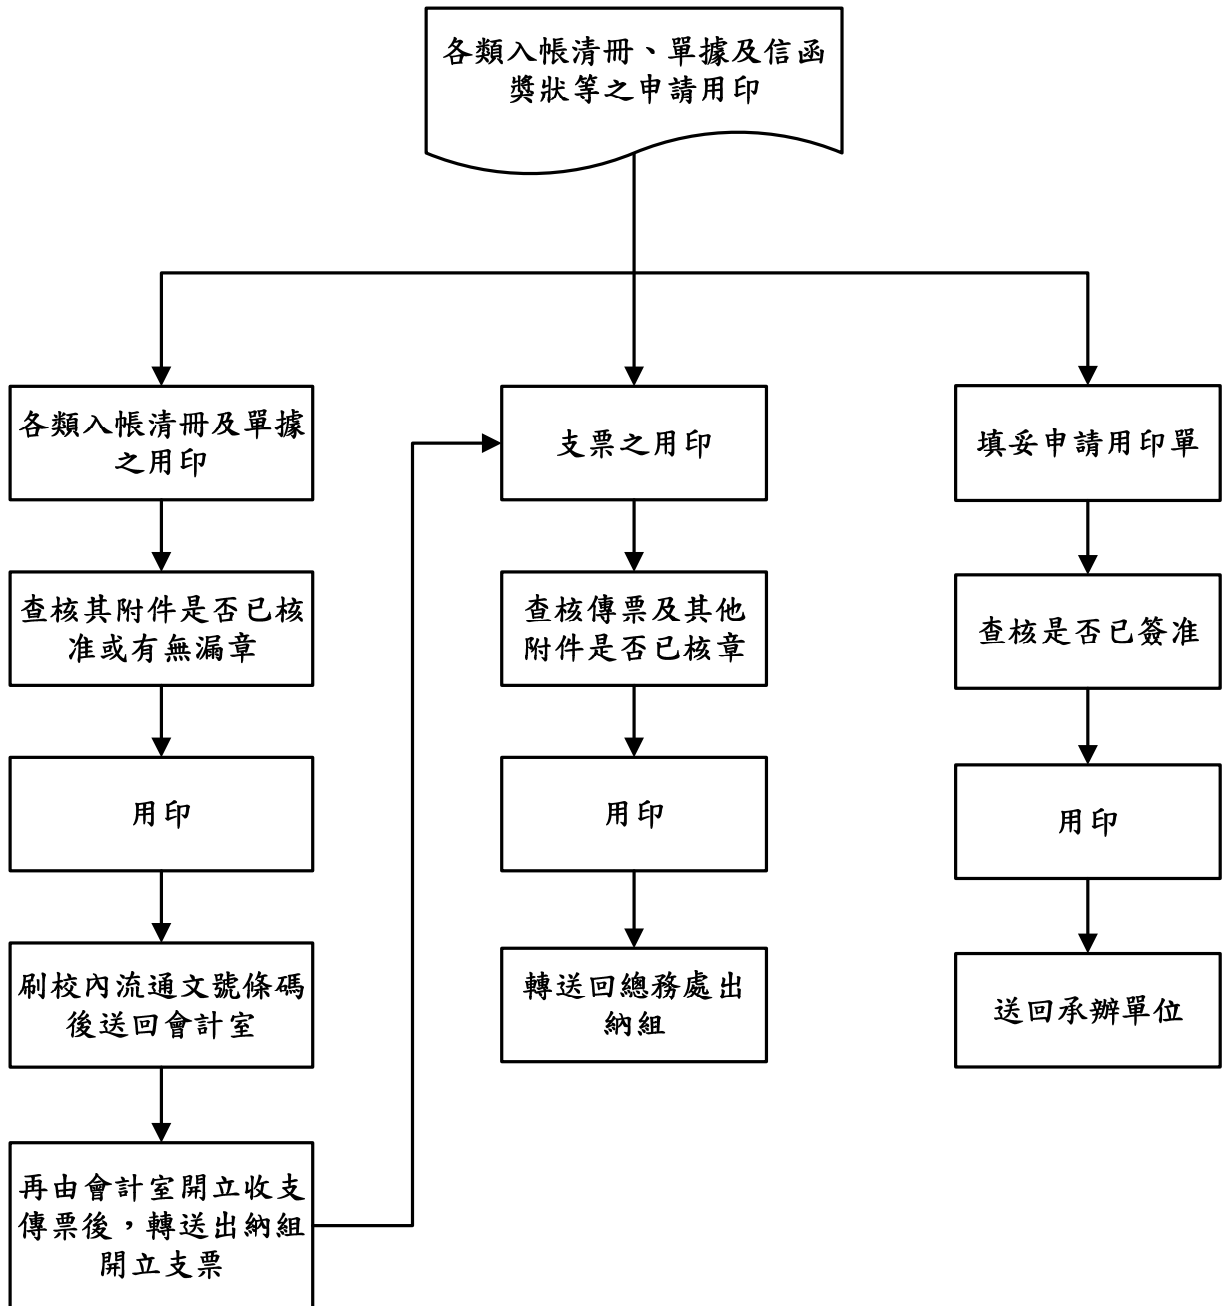 各類入帳清冊、單據及信函
獎狀等之申請用印
各類入帳清冊及單據
之用印
查核其附件是否已核
准或有無漏章
用印
刷校內流通文號條碼
後送回會計室
再由會計室開立收支
傳票後，轉送出納組
開立支票
支票之用印
查核傳票及其他
附件是否已核章
用印
轉送回總務處出
納組
填妥申請用印單
查核是否已簽准
用印
送回承辦單位